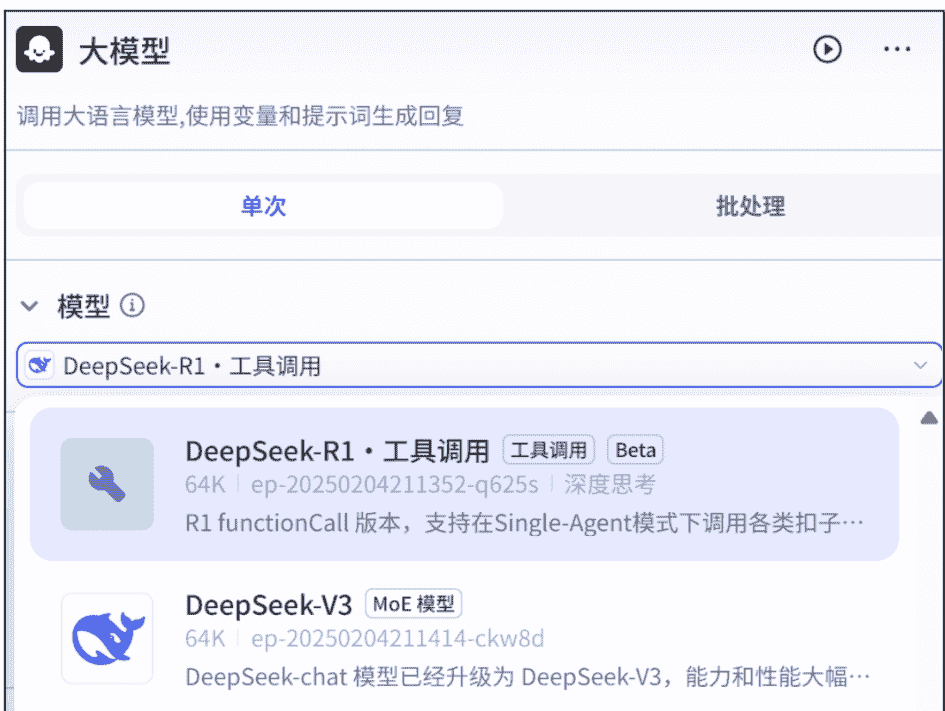 大模型
调用大语言模型,使用变量和提示词生成回复
单次 批处理
模型
DeepSeek-R1・工具调用
DeepSeek-R1・工具调用 工具调用 Beta
64K ep-20250204211352-q625s 深度思考
R1 functionCall 版本，支持在Single-Agent模式下调用各类扣子…
DeepSeek-V3 MoE 模型
64K ep-20250204211414-ckw8d
DeepSeek-chat 模型已经升级为 DeepSeek-V3，能力和性能大幅…